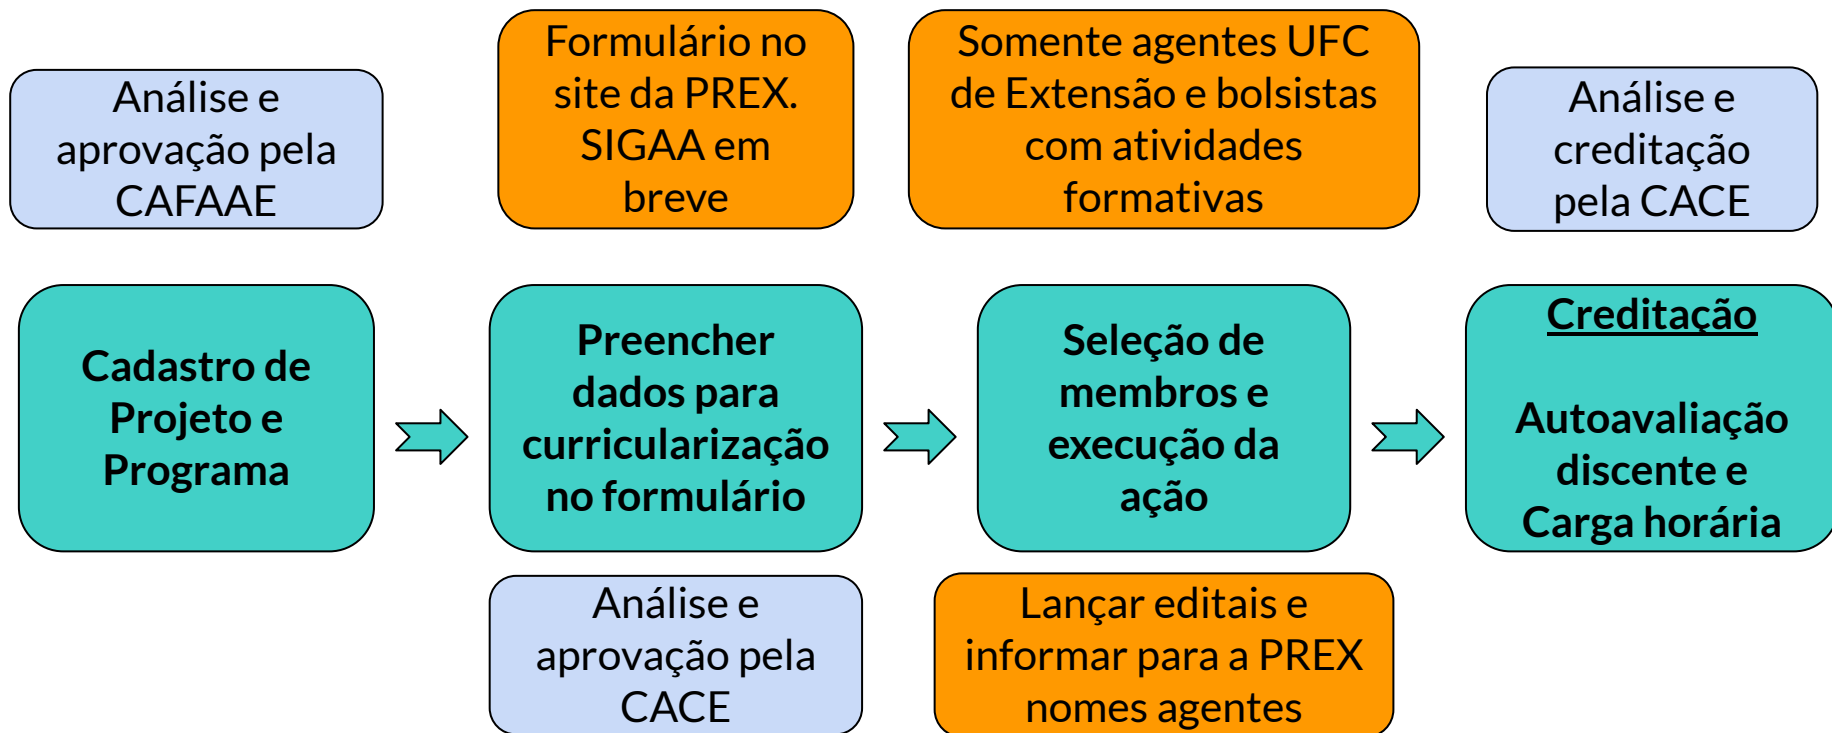 Análise e
aprovação pela
CAFAAE
Formulário no
site da PREX.
SIGAA em
breve
Somente agentes UFC
de Extensão e bolsistas
com atividades
formativas
Análise e
creditação
pela CACE
Cadastro de
Projeto e
Programa
Preencher
dados para
curricularização
no formulário
Seleção de
membros e
execução da
ação
Creditação
Autoavaliação
discente e
Carga horária
Análise e
aprovação pela
CACE
Lançar editais e
informar para a PREX
nomes agentes